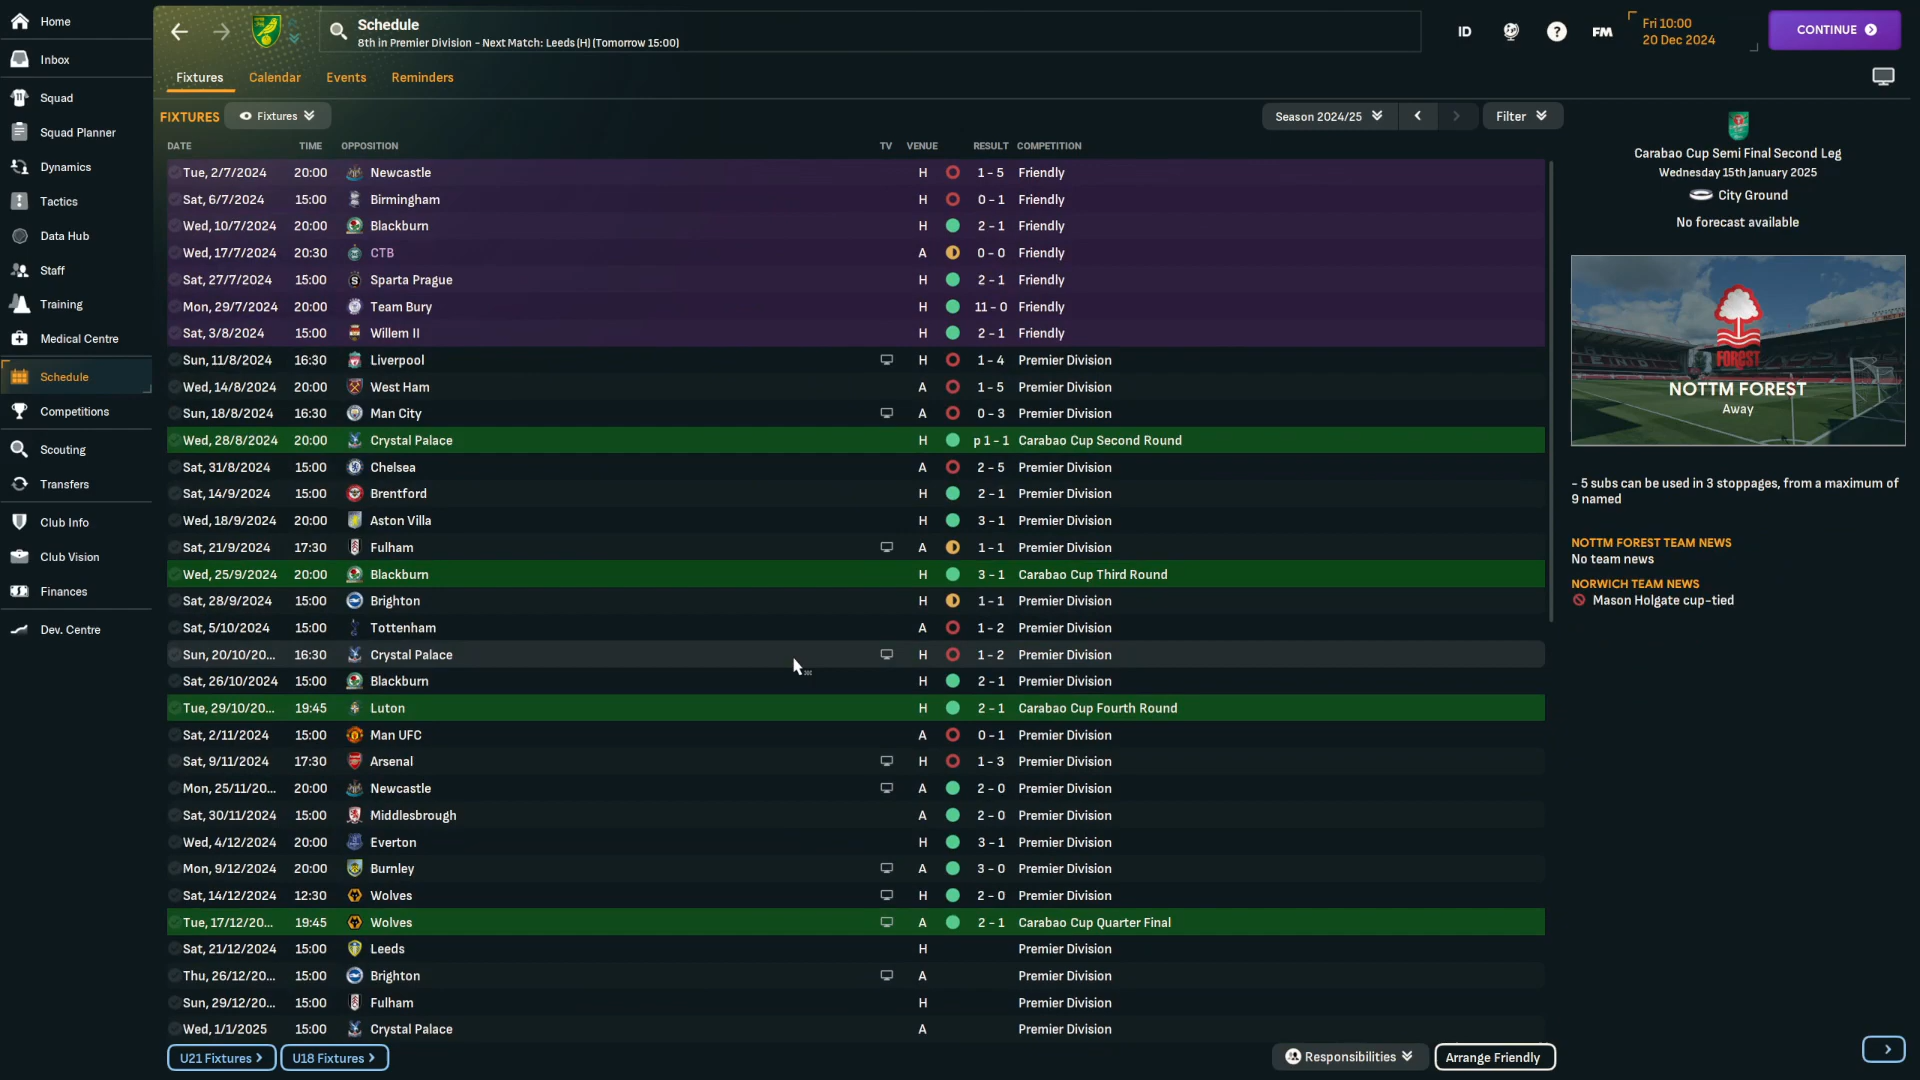 Home
Inbox
Squad
Squad Planner
Dynamics
Tactics
Data Hub
Staff
Training
Medical Centre
Schedule
Competitions
Scouting
Transfers
Club Info
Club Vision
Finances
Dev. Centre
Schedule
8th in Premier Division - Next Match: Leeds (H) (Tomorrow 15:00)
ID
FM
Fri 10:00
20 Dec 2024
CONTINUE
Fixtures Calendar Events Reminders
FIXTURES Fixtures
Season 2024/25 Filter
DATE TIME OPPOSITION TV VENUE RESULT COMPETITION
Tue, 2/7/2024 20:00 Newcastle H 1 - 5 Friendly
Sat, 6/7/2024 15:00 Birmingham H 0 - 1 Friendly
Wed, 10/7/2024 20:00 Blackburn H 2 - 1 Friendly
Wed, 17/7/2024 20:30 CTB A 0 - 0 Friendly
Sat, 27/7/2024 15:00 Sparta Prague H 2 - 1 Friendly
Mon, 29/7/2024 20:00 Team Bury H 11 - 0 Friendly
Sat, 3/8/2024 15:00 Willem II H 2 - 1 Friendly
Sun, 11/8/2024 16:30 Liverpool H 1 - 4 Premier Division
Wed, 14/8/2024 20:00 West Ham A 1 - 5 Premier Division
Sun, 18/8/2024 16:30 Man City A 0 - 3 Premier Division
Wed, 28/8/2024 20:00 Crystal Palace H p 1 - 1 Carabao Cup Second Round
Sat, 31/8/2024 15:00 Chelsea A 2 - 5 Premier Division
Sat, 14/9/2024 15:00 Brentford H 2 - 1 Premier Division
Wed, 18/9/2024 20:00 Aston Villa H 3 - 1 Premier Division
Sat, 21/9/2024 17:30 Fulham A 1 - 1 Premier Division
Wed, 25/9/2024 20:00 Blackburn H 3 - 1 Carabao Cup Third Round
Sat, 28/9/2024 15:00 Brighton H 1 - 1 Premier Division
Sat, 5/10/2024 15:00 Tottenham A 1 - 2 Premier Division
Sun, 20/10/20... 16:30 Crystal Palace H 1 - 2 Premier Division
Sat, 26/10/2024 15:00 Blackburn H 2 - 1 Premier Division
Tue, 29/10/20... 19:45 Luton H 2 - 1 Carabao Cup Fourth Round
Sat, 2/11/2024 15:00 Man UFC A 0 - 1 Premier Division
Sat, 9/11/2024 17:30 Arsenal H 1 - 3 Premier Division
Mon, 25/11/20... 20:00 Newcastle A 2 - 0 Premier Division
Sat, 30/11/2024 15:00 Middlesbrough A 2 - 0 Premier Division
Wed, 4/12/2024 20:00 Everton H 3 - 1 Premier Division
Mon, 9/12/2024 20:00 Burnley A 3 - 0 Premier Division
Sat, 14/12/2024 12:30 Wolves H 2 - 0 Premier Division
Tue, 17/12/20... 19:45 Wolves A 2 - 1 Carabao Cup Quarter Final
Sat, 21/12/2024 15:00 Leeds H Premier Division
Thu, 26/12/20... 15:00 Brighton A Premier Division
Sun, 29/12/20... 15:00 Fulham H Premier Division
Wed, 1/1/2025 15:00 Crystal Palace A Premier Division
U21 Fixtures U18 Fixtures Responsibilities Arrange Friendly
Carabao Cup Semi Final Second Leg
Wednesday 15th January 2025
City Ground
No forecast available
FOREST
NOTTM FOREST
Away
- 5 subs can be used in 3 stoppages, from a maximum of
9 named
NOTTM FOREST TEAM NEWS
No team news
NORWICH TEAM NEWS
Mason Holgate cup-tied